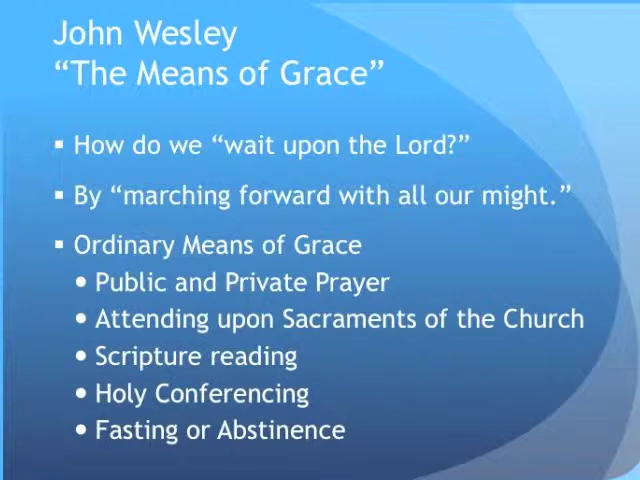 John Wesley
“The Means of Grace”
▪ How do we “wait upon the Lord?”
▪ By “marching forward with all our might.”
▪ Ordinary Means of Grace
• Public and Private Prayer
• Attending upon Sacraments of the Church
• Scripture reading
• Holy Conferencing
• Fasting or Abstinence